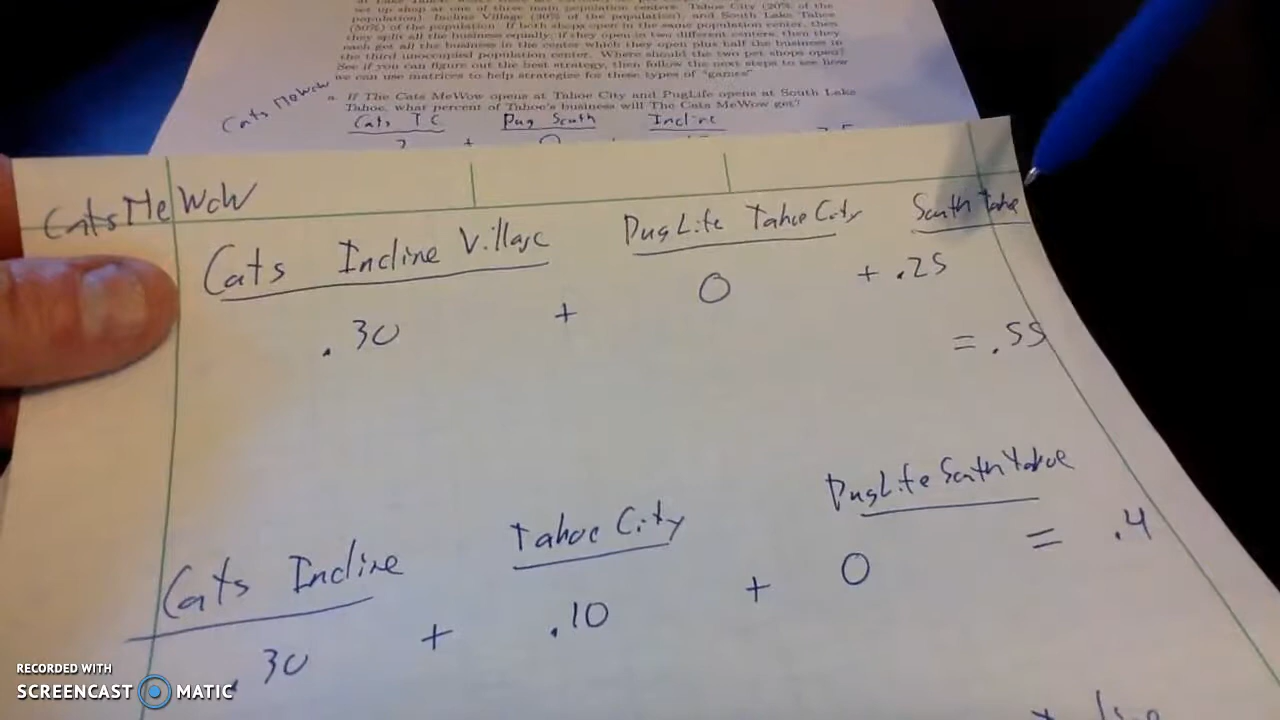 set up shop at one of three main population center: Tahoe City (20% of the
population), Incline Village (30% of the population), and South Lake Tahoe
(50%) of the population. If both shops open in the same population center, then
they split all the business equally; if they open in two different centers, then they
each get all the business in the center which they open plus half the business in
the third unoccupied population center. Where should the two pet shops open?
See if you can figure out the best strategy, then follow the next steps to see how
we can use matrices to help strategize for these types of "games"
Cats MeWow
a. If The Cats MeWow opens at Tahoe City and PugLife opens at South Lake
Tahoe, what percent of Tahoe's business will The Cats MeWow get?
Cats T C Pug South Incline
CatsMeWow
Cats Incline Village PugLife Tahoe City South Tahoe
.30 + 0 + .25
= .55
Cats Incline Tahoe City PugLife South Tahoe
.30 + .10 + 0 = .4
RECORDED WITH
SCREENCAST MATIC